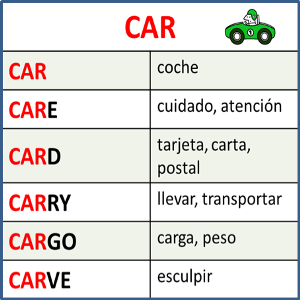 CAR
CAR coche
CARE cuidado, atención
CARD tarjeta, carta,
postal
CARRY llevar, transportar
CARGO carga, peso
CARVE esculpir